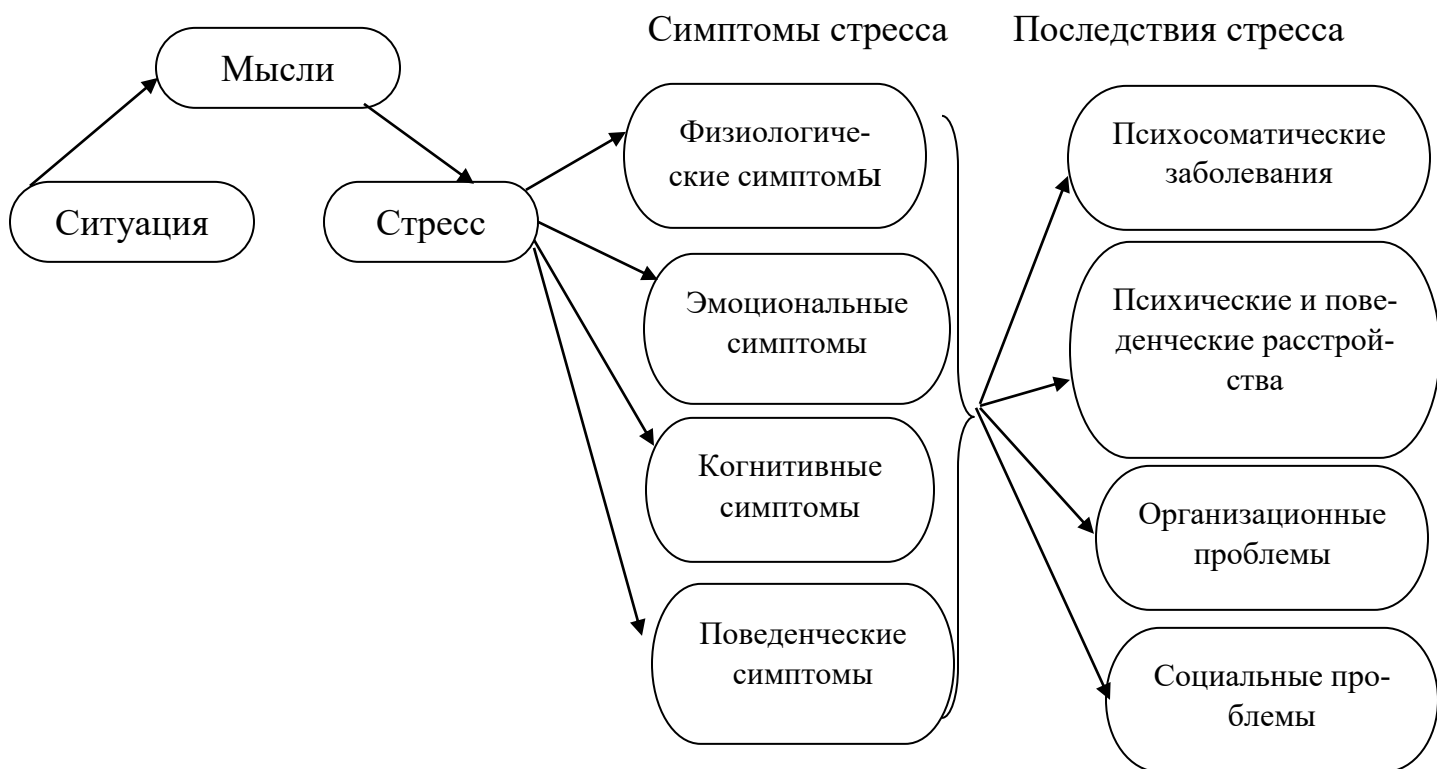 Симптомы стресса
Последствия стресса
Мысли
Ситуация
Стресс
Физиологиче-
ские симптомы
Эмоциональные
симптомы
Когнитивные
симптомы
Поведенческие
симптомы
Психосоматические
заболевания
Психические и пове-
денческие расстрой-
ства
Организационные
проблемы
Социальные про-
блемы